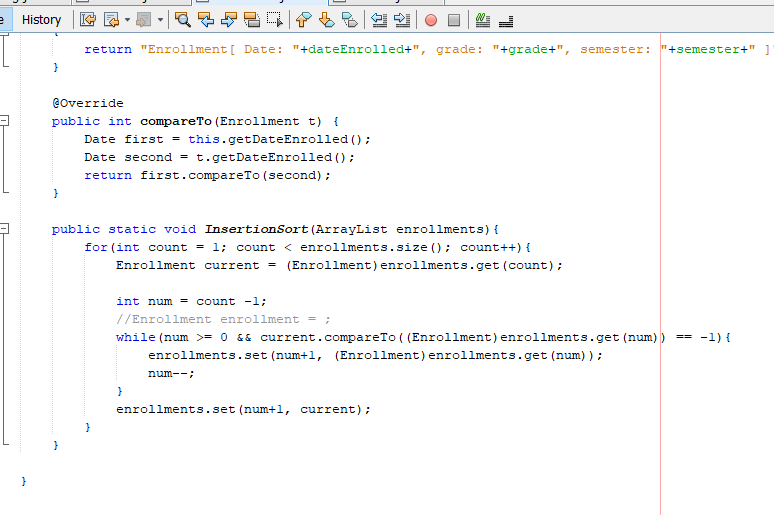 History
return "Enrollment[ Date: "+dateEnrolled+", grade: "+grade+", semester: "+semester+" ]"
}
@Override
public int compareTo(Enrollment t) {
Date first = this.getDateEnrolled();
Date second = t.getDateEnrolled();
return first.compareTo(second);
}
public static void InsertionSort(ArrayList enrollments){
for(int count = 1; count < enrollments.size(); count++){
Enrollment current = (Enrollment)enrollments.get(count);
int num = count -1;
//Enrollment enrollment = ;
while(num >= 0 && current.compareTo((Enrollment)enrollments.get(num)) == -1){
enrollments.set(num+1, (Enrollment)enrollments.get(num));
num--;
}
enrollments.set(num+1, current);
}
}
}